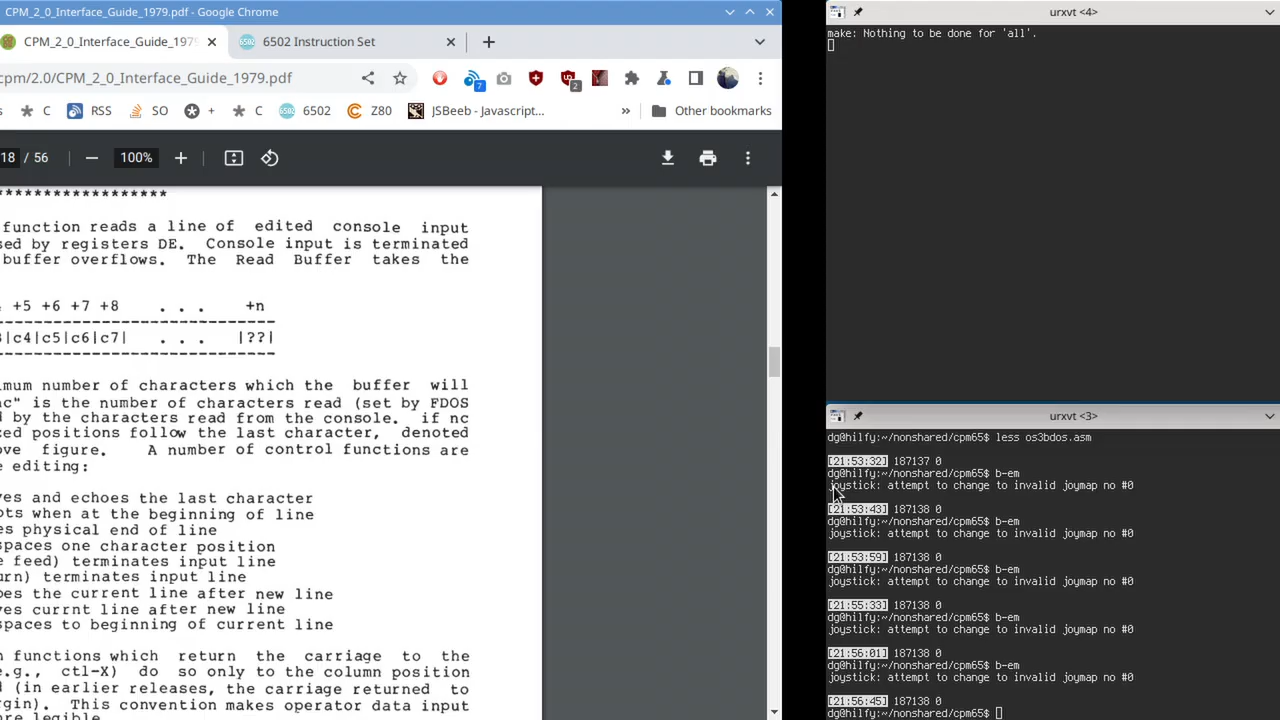 CPM_2_0_Interface_Guide_1979.pdf - Google Chrome
CPM_2_0_Interface_Guide_197
6502 Instruction Set
cpm/2.0/CPM_2_0_Interface_Guide_1979.pdf
7
2
s
C
RSS
SO
+
C
6502
Z80
JSBeeb - Javascript...
»
Other bookmarks
18 / 56
100%
******************
function reads a line of edited console input
sed by registers DE. Console input is terminated
buffer overflows. The Read Buffer takes the
+5 +6 +7 +8 . . . +n
|c4|c5|c6|c7| . . . |??|
mum number of characters which the buffer will
nc" is the number of characters read (set by FDOS
d by the characters read from the console. if nc
zed positions follow the last character, denoted
ove figure. A number of control functions are
e editing:
ves and echoes the last character
ots when at the beginning of line
es physical end of line
spaces one character position
e feed) terminates input line
urn) terminates input line
oes the current line after new line
ves currnt line after new line
spaces to beginning of current line
n functions which return the carriage to the
e.g., ctl-X) do so only to the column position
d (in earlier releases, the carriage returned to
rgin). This convention makes operator data input
ore legible
urxvt <4>
make: Nothing to be done for 'all'.
urxvt <3>
dg@hilfy:~/nonshared/cpm65$ less os3bdos.asm
[21:53:32] 187137 0
dg@hilfy:~/nonshared/cpm65$ b-em
joystick: attempt to change to invalid joymap no #0
[21:53:43] 187138 0
dg@hilfy:~/nonshared/cpm65$ b-em
joystick: attempt to change to invalid joymap no #0
[21:53:59] 187138 0
dg@hilfy:~/nonshared/cpm65$ b-em
joystick: attempt to change to invalid joymap no #0
[21:55:33] 187138 0
dg@hilfy:~/nonshared/cpm65$ b-em
joystick: attempt to change to invalid joymap no #0
[21:56:01] 187138 0
dg@hilfy:~/nonshared/cpm65$ b-em
joystick: attempt to change to invalid joymap no #0
[21:56:45] 187138 0
dg@hilfy:~/nonshared/cpm65$